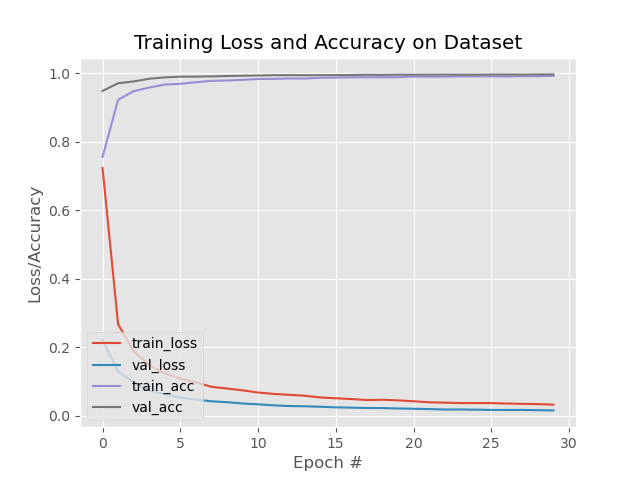 Training Loss and Accuracy on Dataset
Loss/Accuracy
1.0
0.8
0.6
0.4
0.2
0.0
train_loss
val_loss
train_acc
val_acc
0 5 10 15 20 25 30
Epoch #